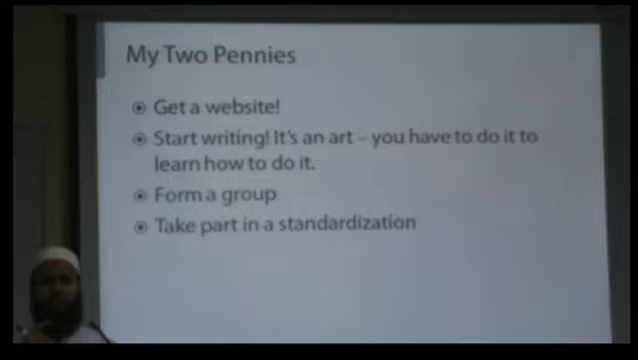 My Two Pennies
Get a website!
Start writing! It's an art – you have to do it to
learn how to do it.
Form a group
Take part in a standardization